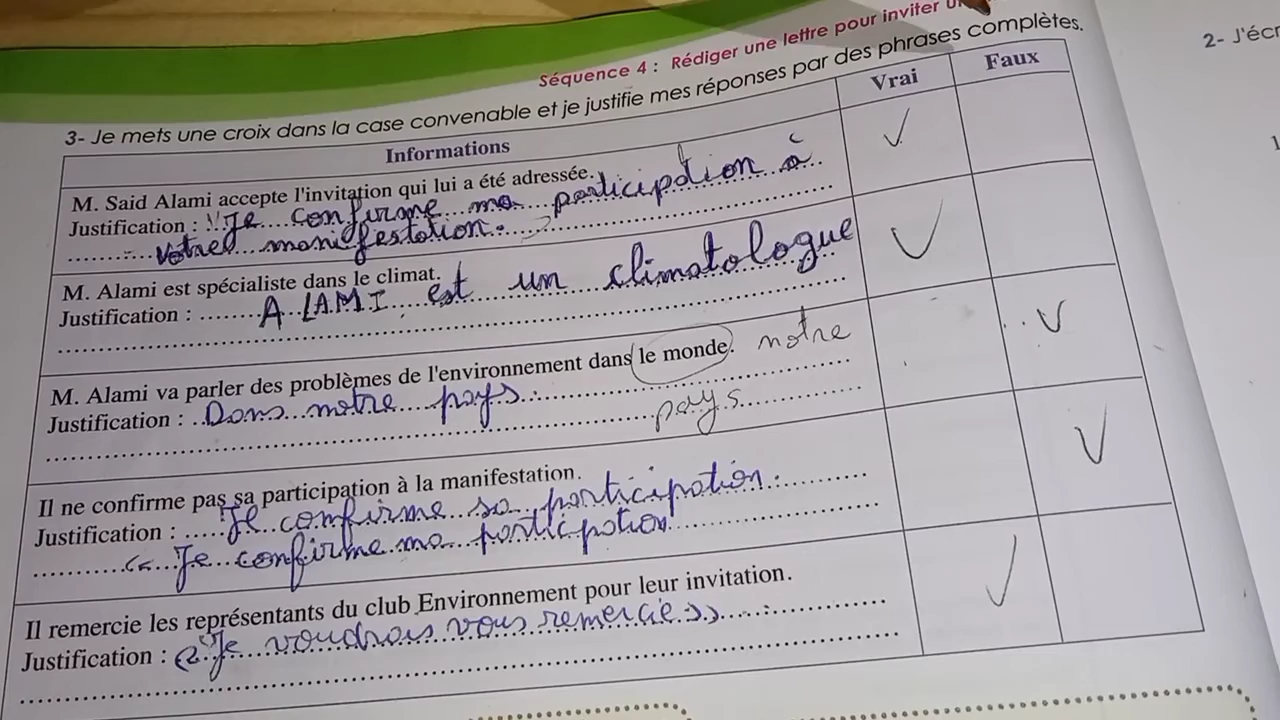 Séquence 4 : Rédiger une lettre pour inviter
3- Je mets une croix dans la case convenable et je justifie mes réponses par des phrases complètes.
2- J'écr
Informations Vrai Faux
M. Said Alami accepte l'invitation qui lui a été adressée.
Justification : "Je confirme ma participation à
votre manifestation.
M. Alami est spécialiste dans le climat.
Justification : ALAMI est un climatologue
M. Alami va parler des problèmes de l'environnement dans le monde. notre
Justification : Dans notre pays.
pays
Il ne confirme pas sa participation à la manifestation.
Justification : Je confirme sa participation.
<< Je confirme ma participation
Il remercie les représentants du club Environnement pour leur invitation.
Justification : << Je voudrais vous remercie >>